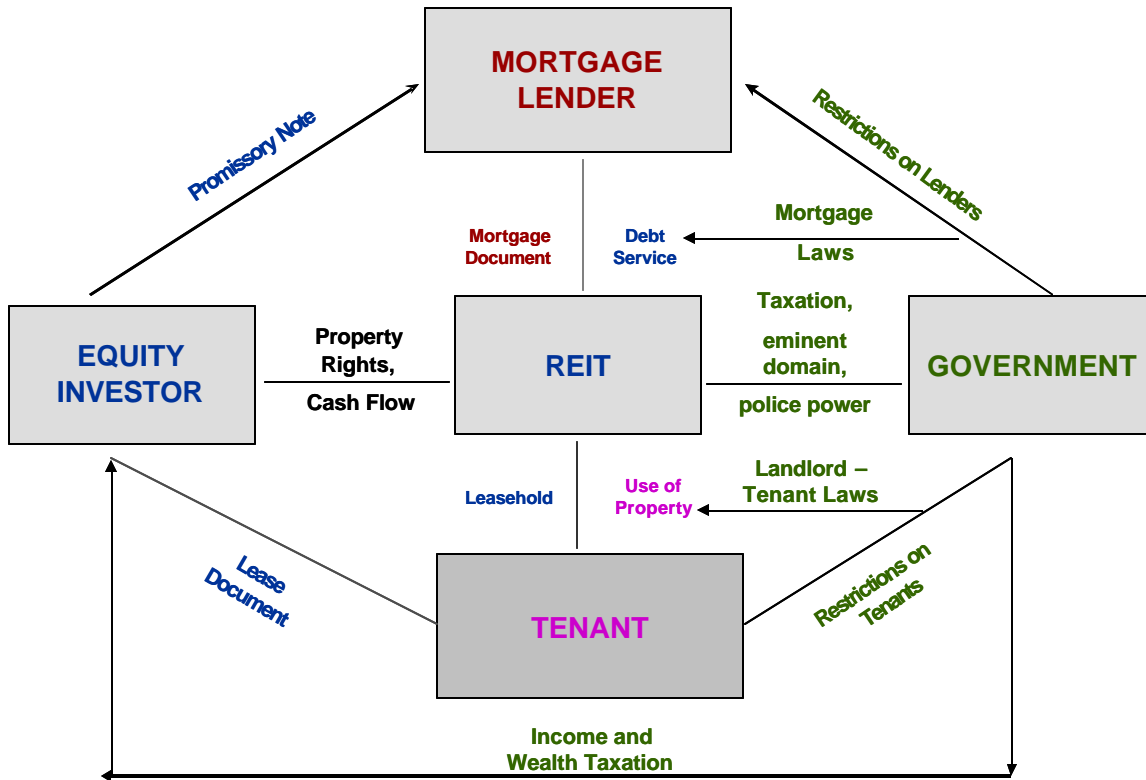 MORTGAGE
LENDER
Promissory Note
Restrictions on Lenders
Mortgage
Laws
Mortgage
Document
Debt
Service
EQUITY
INVESTOR
Property
Rights,
Cash Flow
REIT
Taxation,
eminent
domain,
police power
GOVERNMENT
Leasehold
Use of
Property
Landlord –
Tenant Laws
Lease
Document
TENANT
Restrictions on
Tenants
Income and
Wealth Taxation